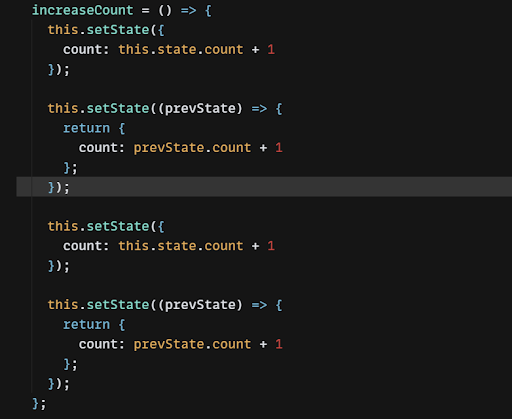 increaseCount = () => {
  this.setState({
    count: this.state.count + 1
  });

  this.setState((prevState) => {
    return {
      count: prevState.count + 1
    };
  });

  this.setState({
    count: this.state.count + 1
  });

  this.setState((prevState) => {
    return {
      count: prevState.count + 1
    };
  });
};